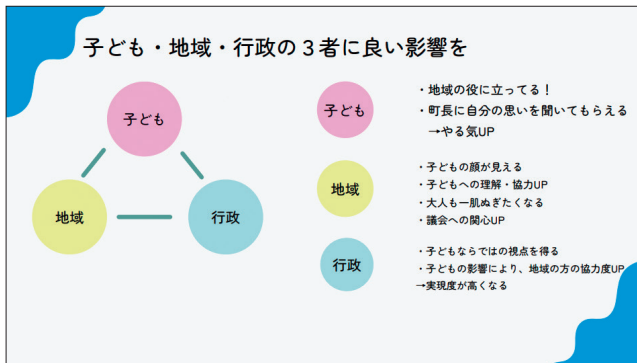 子ども・地域・行政の3者に良い影響を
子ども
地域
行政
子ども
・地域の役に立ってる！
・町長に自分の思いを聞いてもらえる
→やる気UP
地域
・子どもの顔が見える
・子どもへの理解・協力UP
・大人も一肌ぬぎたくなる
・議会への関心UP
行政
・子どもならではの視点を得る
・子どもの影響により、地域の方の協力度UP
→実現度が高くなる